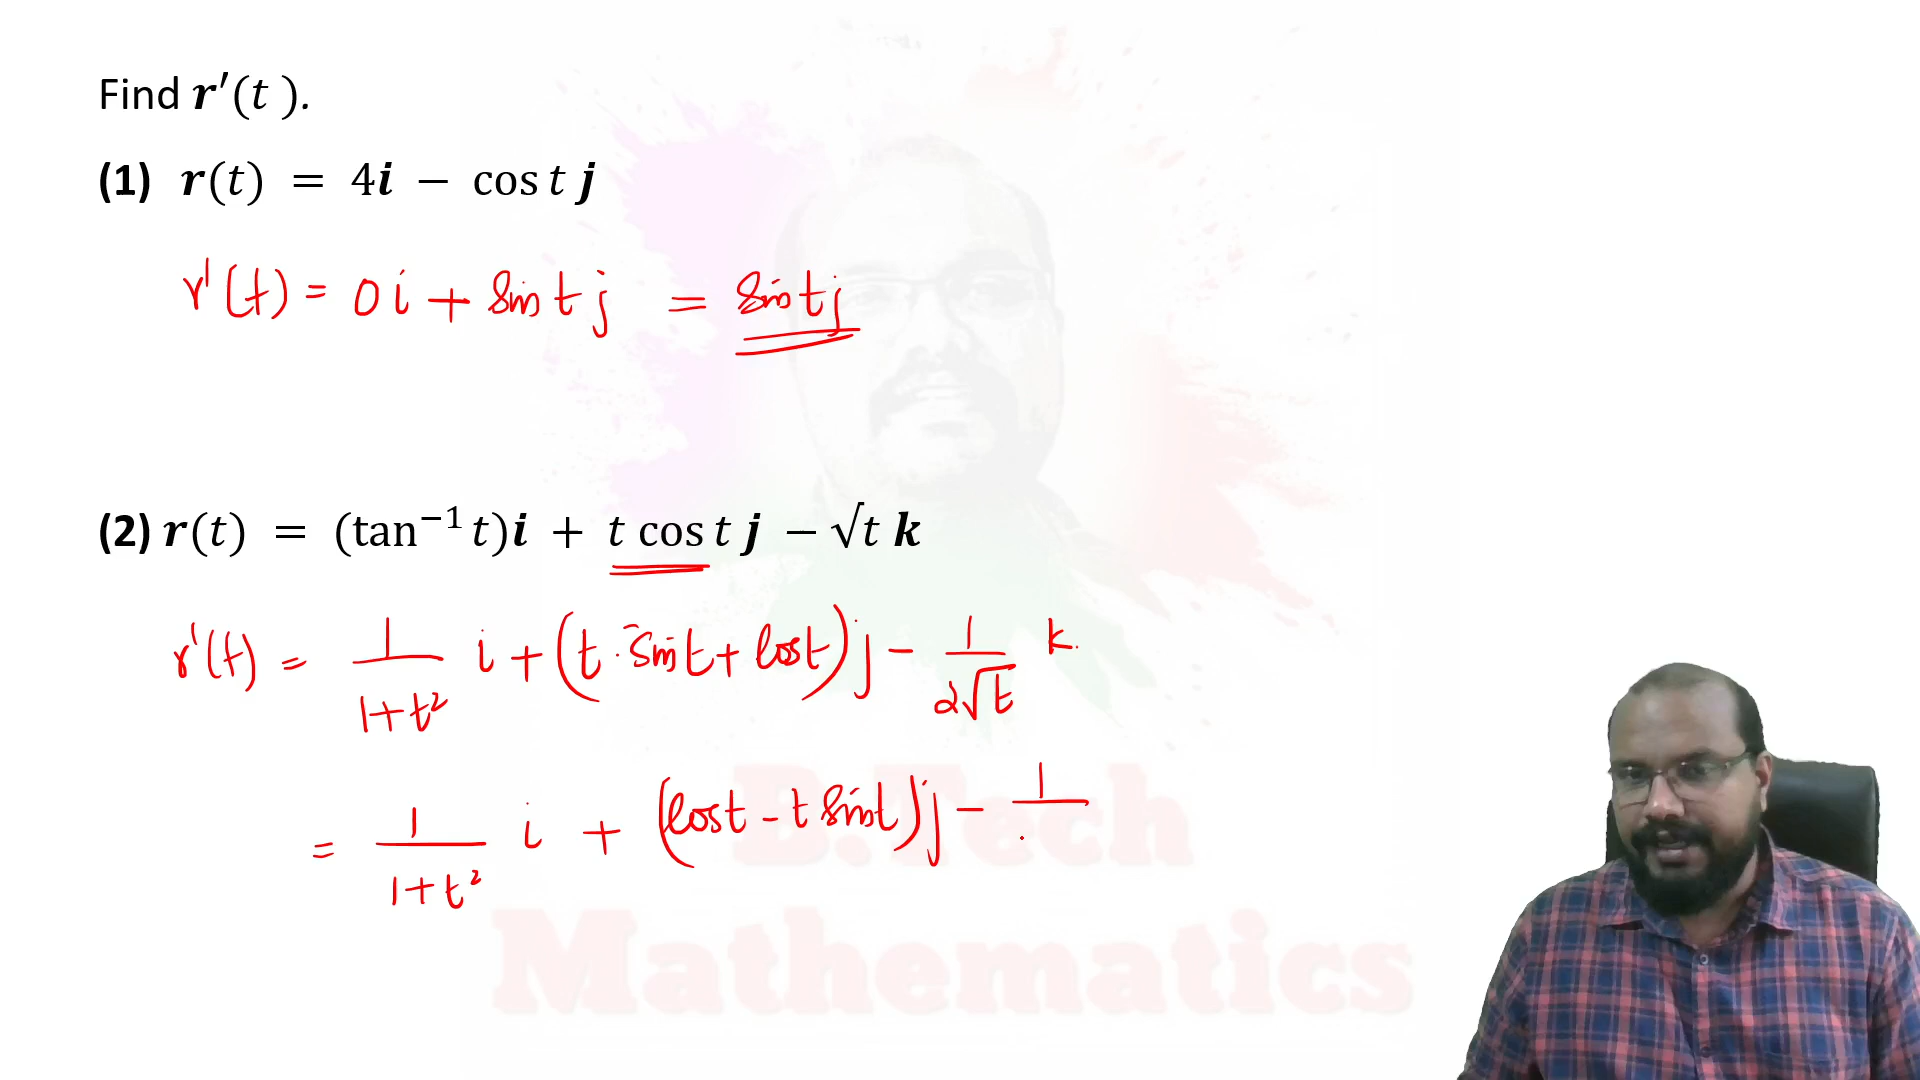 Find r′(t ).
(1) r(t) = 4i − cos t j
r'(t) = 0 i + sin t j = sin t j
(2) r(t) = (tan⁻¹ t)i + t cos t j − √t k
r'(t) = 1/(1+t²) i + (t · -sin t + cos t) j − 1/(2√t) k
= 1/(1+t²) i + (cos t − t sin t) j − 1/
B.Tech
Mathematics